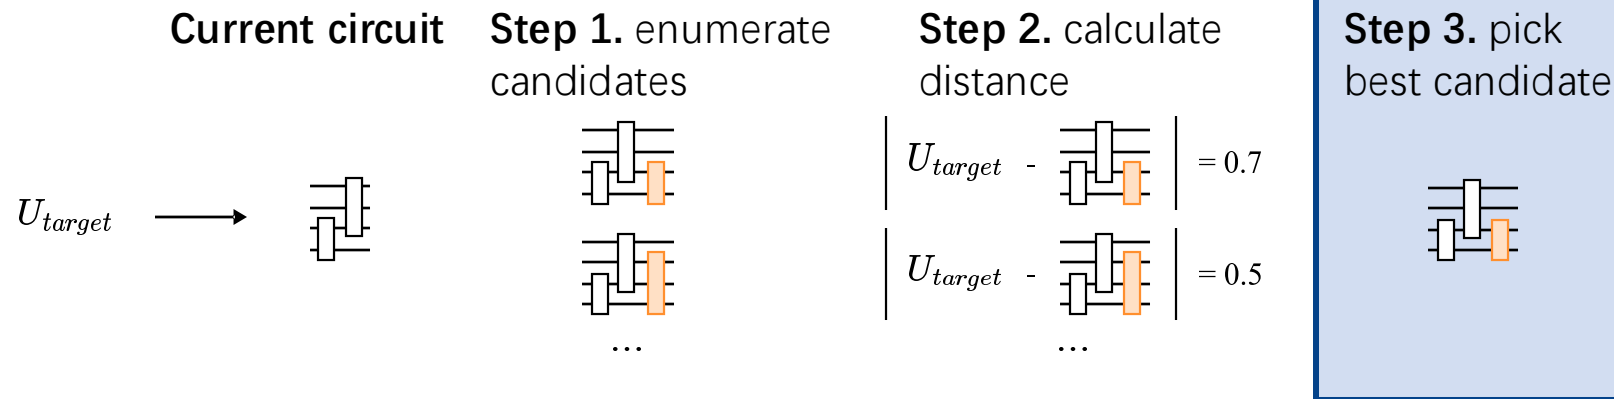 Current circuit
Step 1. enumerate
candidates
Step 2. calculate
distance
Step 3. pick
best candidate
U_target
U_target - = 0.7
U_target - = 0.5
...
...